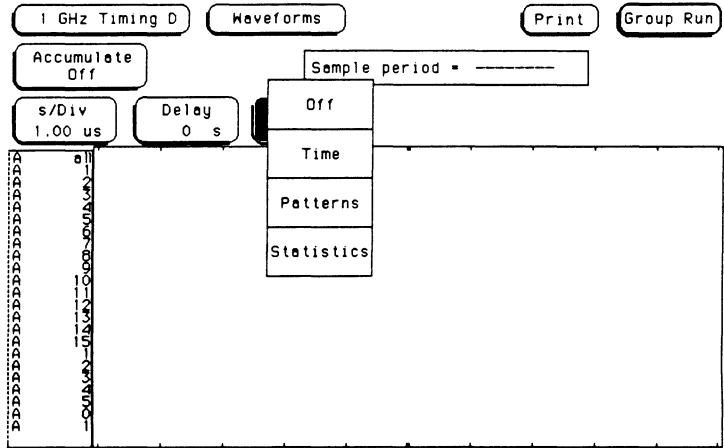 1 GHz Timing D
Waveforms
Print
Group Run
Accumulate
Off
Sample period = --------
s/Div
1.00 us
Delay
0 s
Off
Time
Patterns
Statistics
A all
A 1
A 2
A 3
A 4
A 5
A 6
A 7
A 8
A 9
A 10
A 11
A 12
A 13
A 14
A 15
A 1
A 2
A 3
A 4
A 5
A 0
A 1